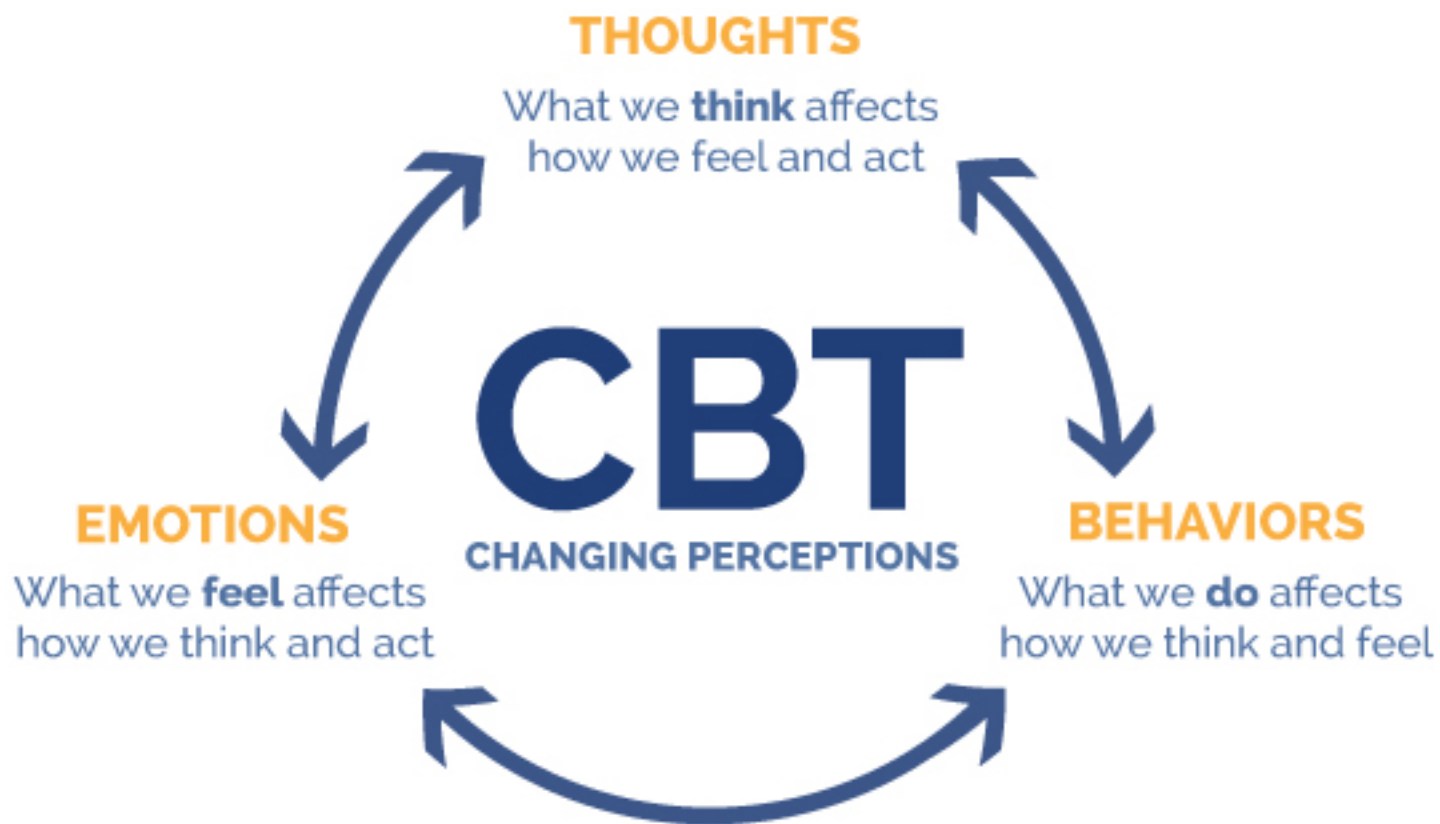 THOUGHTS
What we think affects
how we feel and act
CBT
CHANGING PERCEPTIONS
EMOTIONS
What we feel affects
how we think and act
BEHAVIORS
What we do affects
how we think and feel